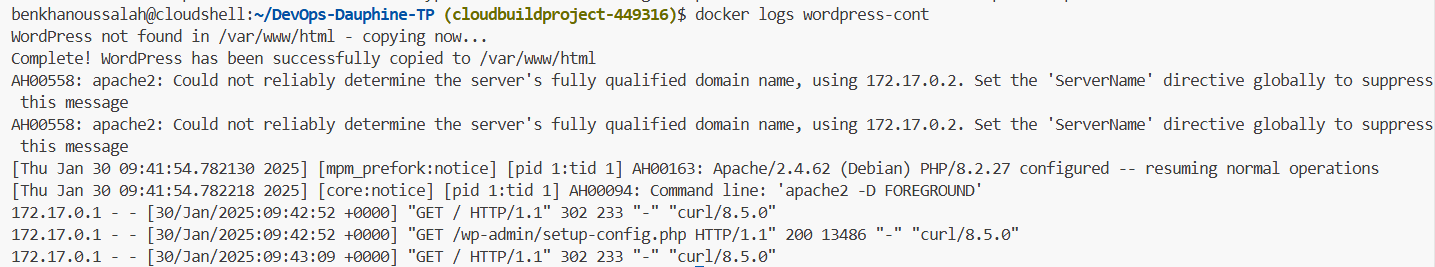 benkhanoussalah@cloudshell:~/DevOps-Dauphine-TP (cloudbuildproject-449316)$ docker logs wordpress-cont
WordPress not found in /var/www/html - copying now...
Complete! WordPress has been successfully copied to /var/www/html
AH00558: apache2: Could not reliably determine the server's fully qualified domain name, using 172.17.0.2. Set the 'ServerName' directive globally to suppress
this message
AH00558: apache2: Could not reliably determine the server's fully qualified domain name, using 172.17.0.2. Set the 'ServerName' directive globally to suppress
this message
[Thu Jan 30 09:41:54.782130 2025] [mpm_prefork:notice] [pid 1:tid 1] AH00163: Apache/2.4.62 (Debian) PHP/8.2.27 configured -- resuming normal operations
[Thu Jan 30 09:41:54.782218 2025] [core:notice] [pid 1:tid 1] AH00094: Command line: 'apache2 -D FOREGROUND'
172.17.0.1 - - [30/Jan/2025:09:42:52 +0000] "GET / HTTP/1.1" 302 233 "-" "curl/8.5.0"
172.17.0.1 - - [30/Jan/2025:09:42:52 +0000] "GET /wp-admin/setup-config.php HTTP/1.1" 200 13486 "-" "curl/8.5.0"
172.17.0.1 - - [30/Jan/2025:09:43:09 +0000] "GET / HTTP/1.1" 302 233 "-" "curl/8.5.0"